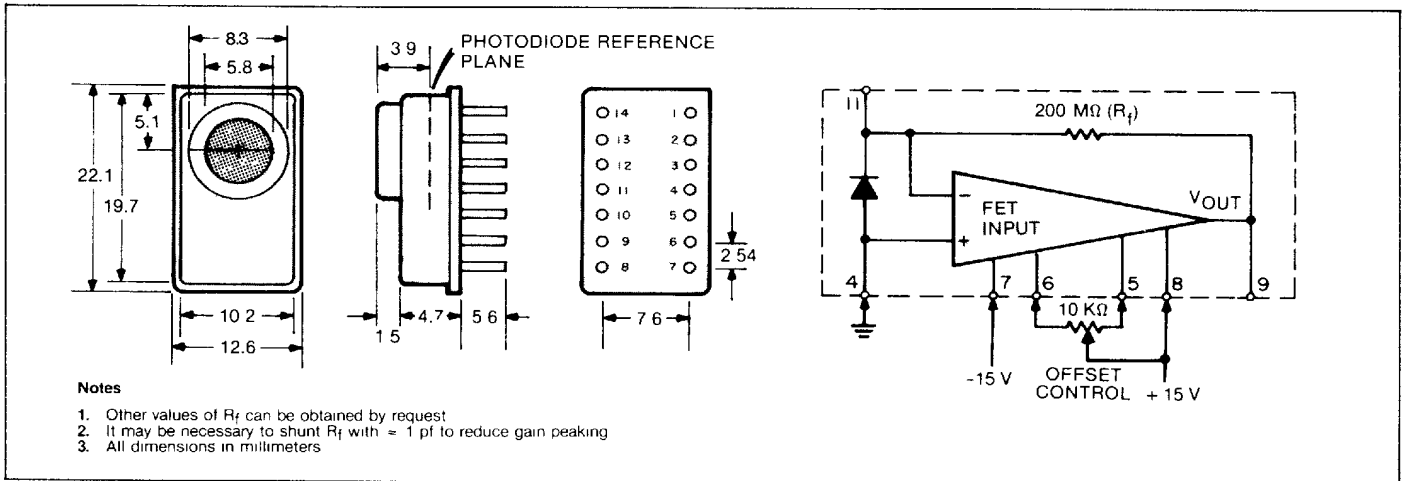 8.3
5.8
3 9
PHOTODIODE REFERENCE
PLANE
5.1
22.1
19.7
10 2
12.6
1 5
4.7
5 6
14 1
13 2
12 3
11 4
10 5
9 6
8 7
2 54
7 6
11
200 MΩ (Rf)
−
FET
INPUT
+
VOUT
4
7
6
5
8
9
10 KΩ
-15 V
OFFSET
CONTROL
+ 15 V
Notes
1. Other values of Rf can be obtained by request
2. It may be necessary to shunt Rf with ≈ 1 pf to reduce gain peaking
3. All dimensions in millimeters